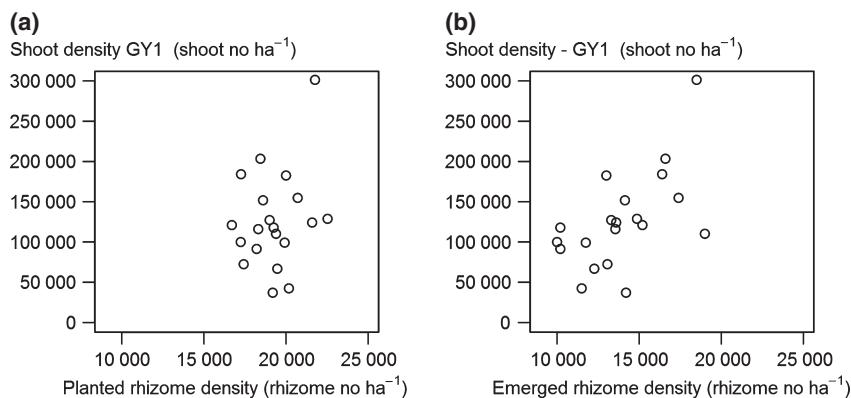 (a)
Shoot density GY1 (shoot no ha⁻¹)
300 000
250 000
200 000
150 000
100 000
50 000
0
10 000 15 000 20 000 25 000
Planted rhizome density (rhizome no ha⁻¹)
(b)
Shoot density - GY1 (shoot no ha⁻¹)
300 000
250 000
200 000
150 000
100 000
50 000
0
10 000 15 000 20 000 25 000
Emerged rhizome density (rhizome no ha⁻¹)